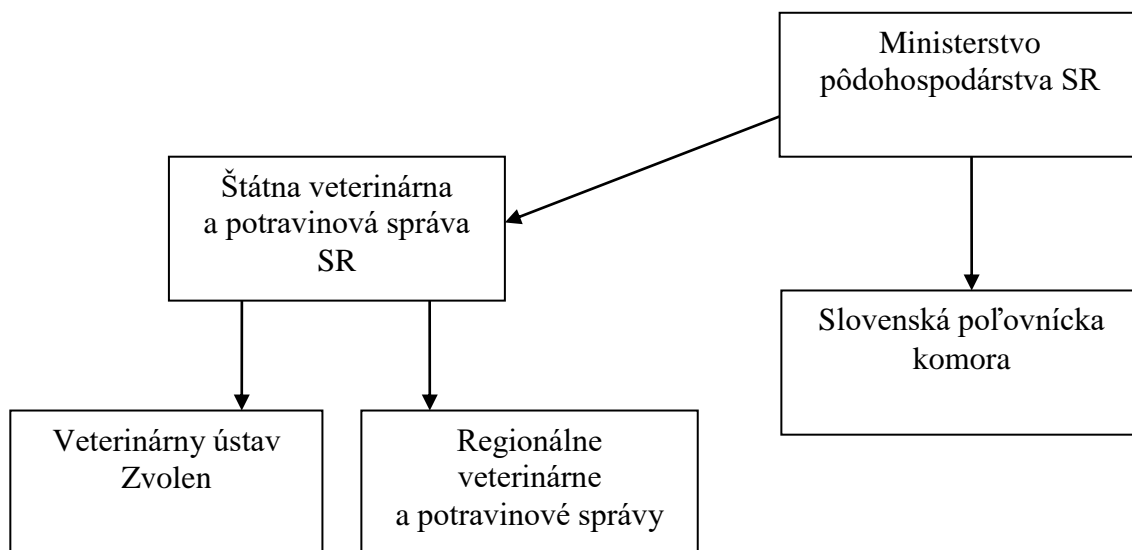 Ministerstvo
pôdohospodárstva SR
Štátna veterinárna
a potravinová správa
SR
Slovenská poľovnícka
komora
Veterinárny ústav
Zvolen
Regionálne
veterinárne
a potravinové správy